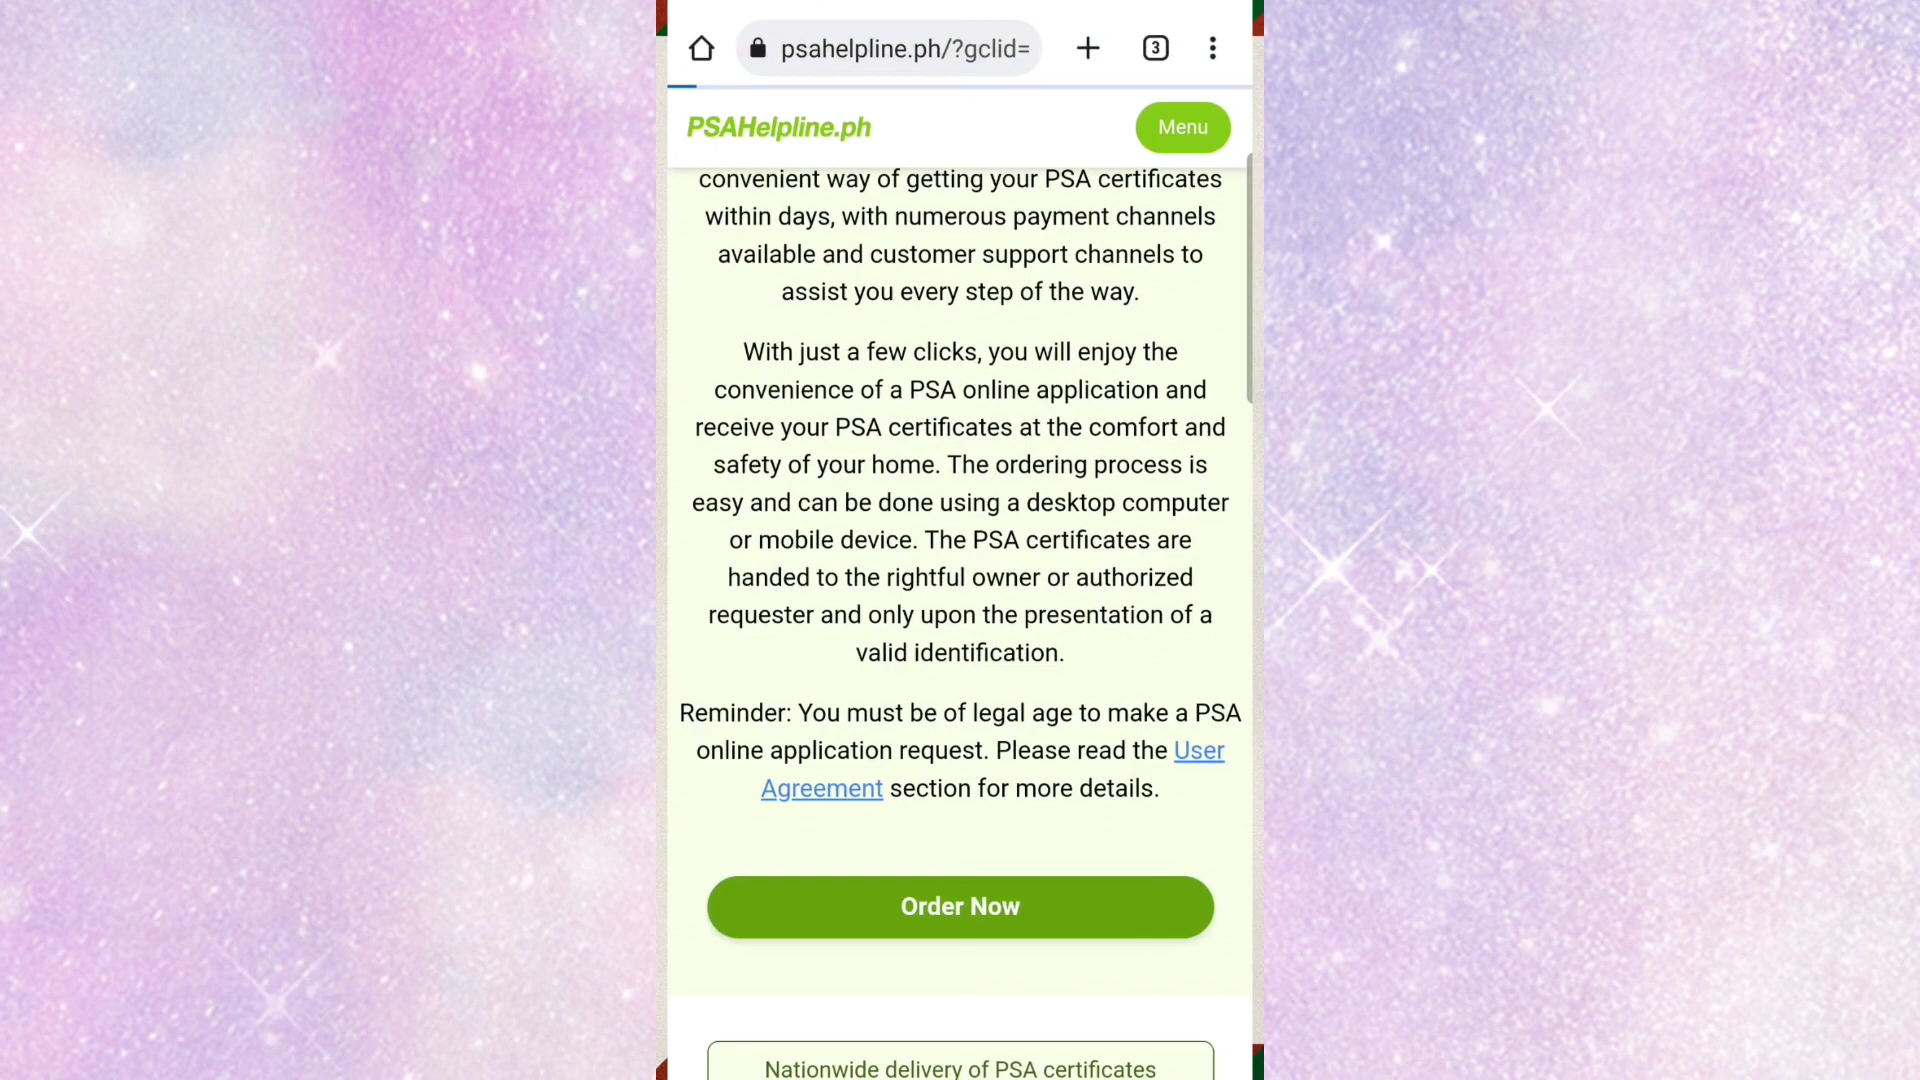 psahelpline.ph/?gclid=
3
PSAHelpline.ph
Menu
convenient way of getting your PSA certificates
within days, with numerous payment channels
available and customer support channels to
assist you every step of the way.
With just a few clicks, you will enjoy the
convenience of a PSA online application and
receive your PSA certificates at the comfort and
safety of your home. The ordering process is
easy and can be done using a desktop computer
or mobile device. The PSA certificates are
handed to the rightful owner or authorized
requester and only upon the presentation of a
valid identification.
Reminder: You must be of legal age to make a PSA
online application request. Please read the User
Agreement section for more details.
Order Now
Nationwide delivery of PSA certificates